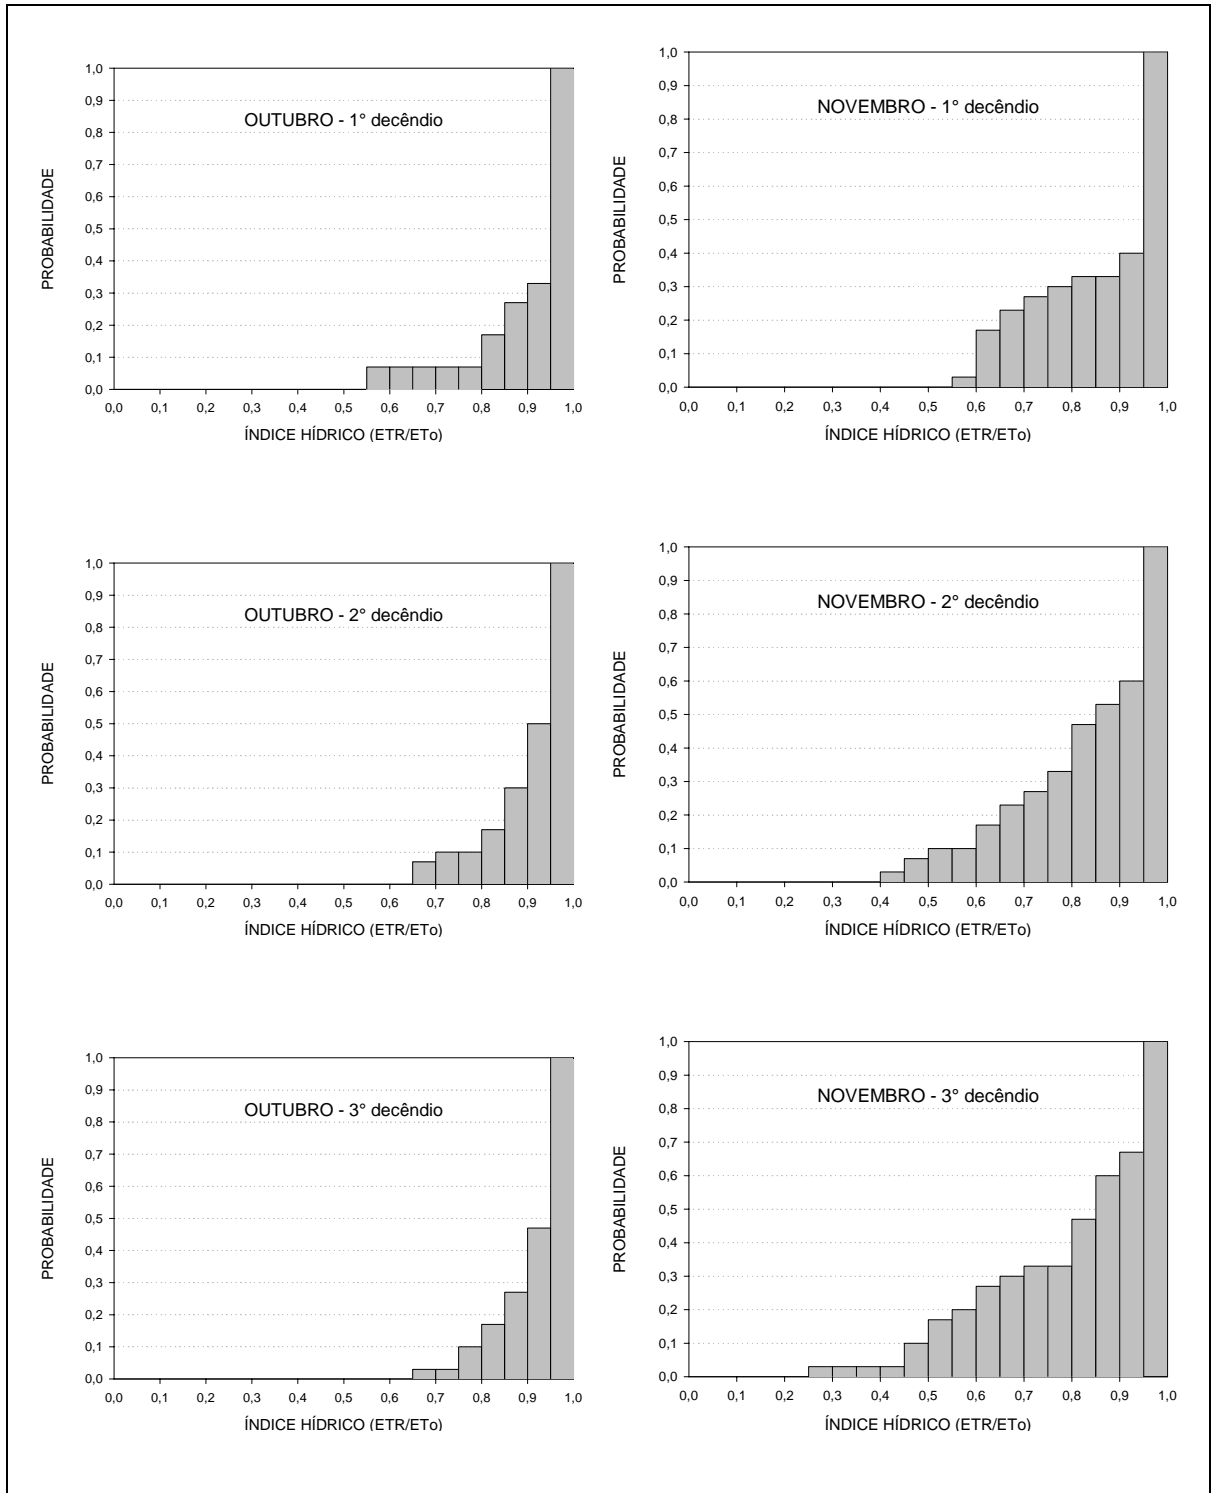 OUTUBRO - 1° decêndio
PROBABILIDADE
1,0
0,9
0,8
0,7
0,6
0,5
0,4
0,3
0,2
0,1
0,0
0,0 0,1 0,2 0,3 0,4 0,5 0,6 0,7 0,8 0,9 1,0
ÍNDICE HÍDRICO (ETR/ETo)
NOVEMBRO - 1° decêndio
PROBABILIDADE
1,0
0,9
0,8
0,7
0,6
0,5
0,4
0,3
0,2
0,1
0,0
0,0 0,1 0,2 0,3 0,4 0,5 0,6 0,7 0,8 0,9 1,0
ÍNDICE HÍDRICO (ETR/ETo)
OUTUBRO - 2° decêndio
PROBABILIDADE
1,0
0,9
0,8
0,7
0,6
0,5
0,4
0,3
0,2
0,1
0,0
0,0 0,1 0,2 0,3 0,4 0,5 0,6 0,7 0,8 0,9 1,0
ÍNDICE HÍDRICO (ETR/ETo)
NOVEMBRO - 2° decêndio
PROBABILIDADE
1,0
0,9
0,8
0,7
0,6
0,5
0,4
0,3
0,2
0,1
0,0
0,0 0,1 0,2 0,3 0,4 0,5 0,6 0,7 0,8 0,9 1,0
ÍNDICE HÍDRICO (ETR/ETo)
OUTUBRO - 3° decêndio
PROBABILIDADE
1,0
0,9
0,8
0,7
0,6
0,5
0,4
0,3
0,2
0,1
0,0
0,0 0,1 0,2 0,3 0,4 0,5 0,6 0,7 0,8 0,9 1,0
ÍNDICE HÍDRICO (ETR/ETo)
NOVEMBRO - 3° decêndio
PROBABILIDADE
1,0
0,9
0,8
0,7
0,6
0,5
0,4
0,3
0,2
0,1
0,0
0,0 0,1 0,2 0,3 0,4 0,5 0,6 0,7 0,8 0,9 1,0
ÍNDICE HÍDRICO (ETR/ETo)